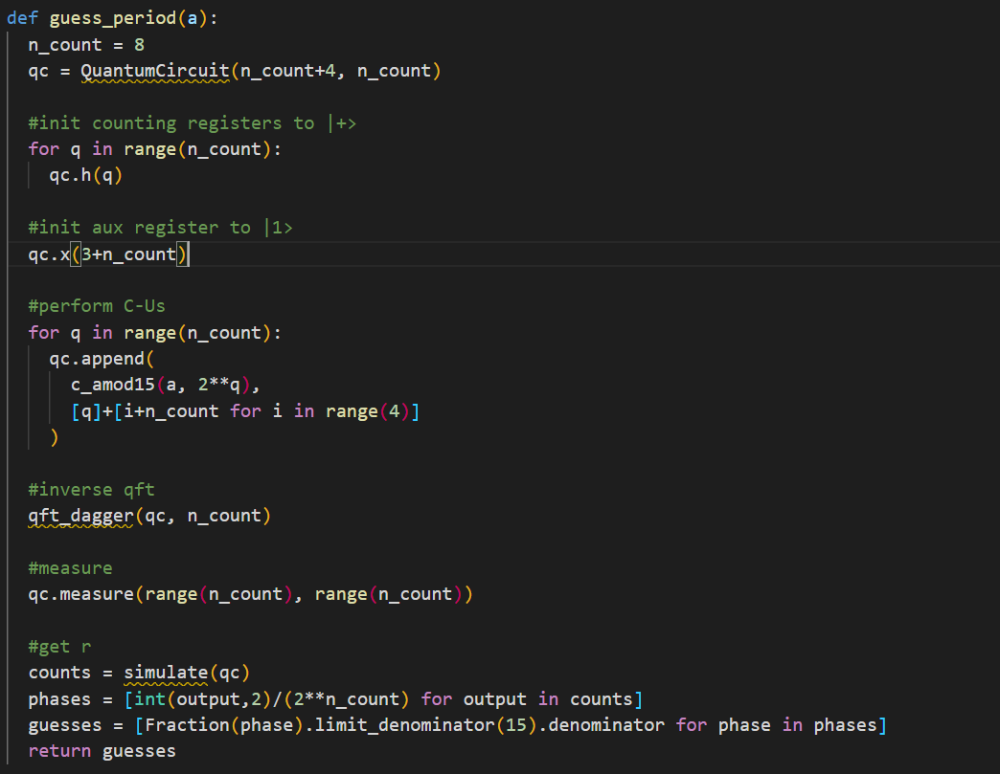 def guess_period(a):
  n_count = 8
  qc = QuantumCircuit(n_count+4, n_count)

  #init counting registers to |+>
  for q in range(n_count):
    qc.h(q)

  #init aux register to |1>
  qc.x(3+n_count)

  #perform C-Us
  for q in range(n_count):
    qc.append(
      c_amod15(a, 2**q),
      [q]+[i+n_count for i in range(4)]
    )

  #inverse qft
  qft_dagger(qc, n_count)

  #measure
  qc.measure(range(n_count), range(n_count))

  #get r
  counts = simulate(qc)
  phases = [int(output,2)/(2**n_count) for output in counts]
  guesses = [Fraction(phase).limit_denominator(15).denominator for phase in phases]
  return guesses